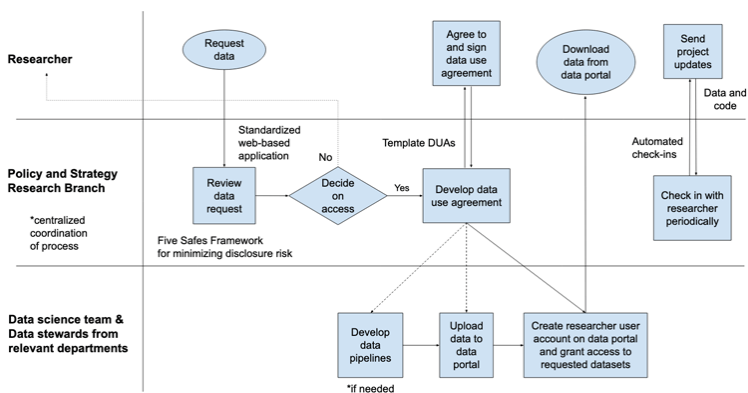 Researcher
Request
data
Agree to
and sign
data use
agreement
Download
data from
data portal
Send
project
updates
Data and
code
Standardized
web-based
application
Template DUAs
Automated
check-ins
Policy and Strategy
Research Branch
*centralized
coordination
of process
Review
data
request
No
Decide
on
access
Yes
Develop data
use agreement
Check in with
researcher
periodically
Five Safes Framework
for minimizing disclosure risk
Data science team &
Data stewards from
relevant departments
Develop
data
pipelines
*if needed
Upload
data to
data
portal
Create researcher user
account on data portal
and grant access to
requested datasets